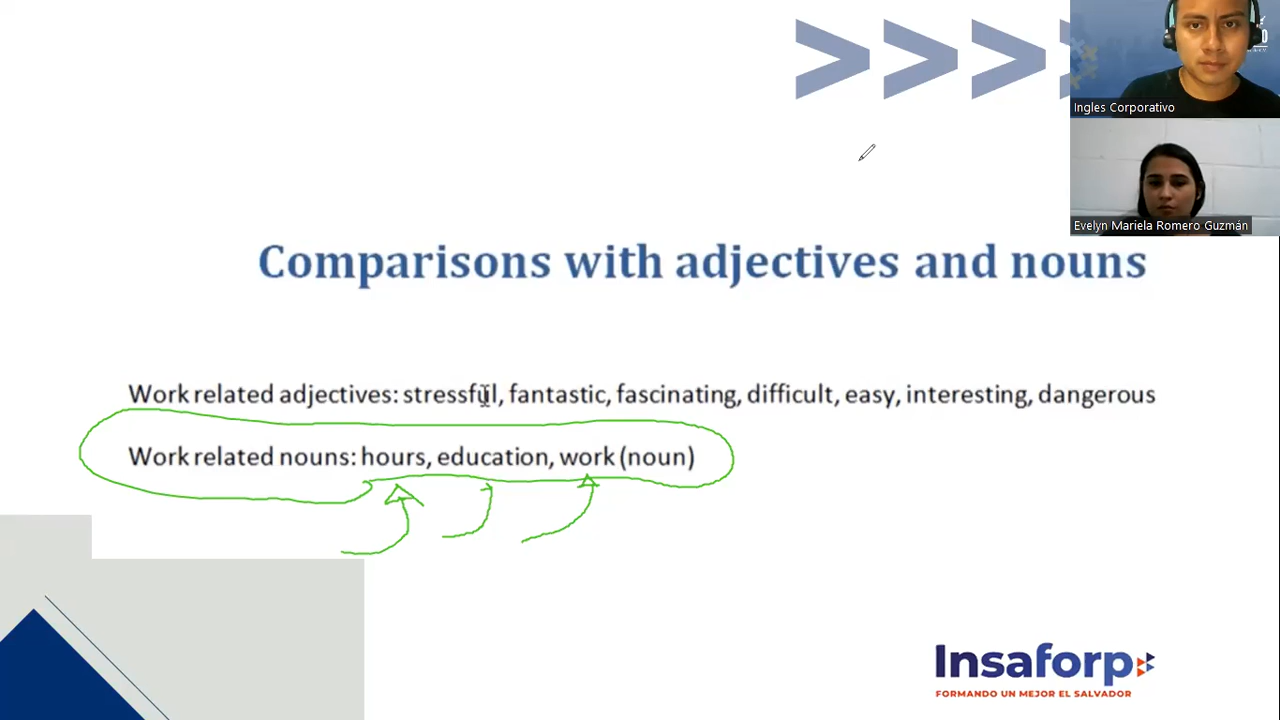 Ingles Corporativo
Evelyn Mariela Romero Guzmán
Comparisons with adjectives and nouns
Work related adjectives: stressful, fantastic, fascinating, difficult, easy, interesting, dangerous
Work related nouns: hours, education, work (noun)
Insaforp
FORMANDO UN MEJOR EL SALVADOR